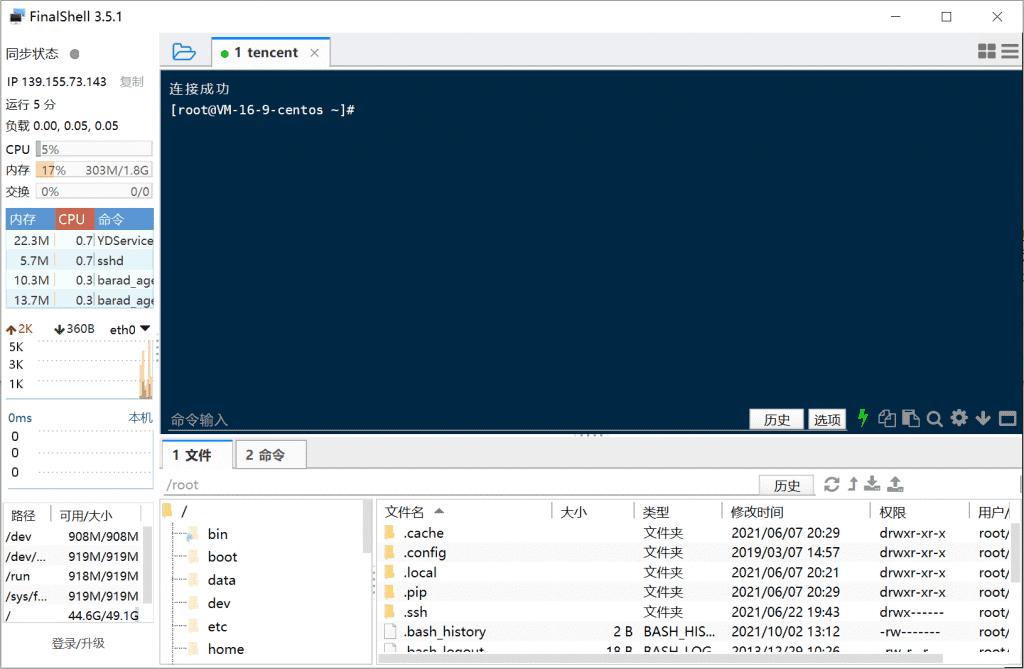 FinalShell 3.5.1
同步状态
IP 139.155.73.143 复制
运行 5 分
负载 0.00, 0.05, 0.05
CPU 5%
内存 17% 303M/1.8G
交换 0% 0/0
内存 CPU 命令
22.3M 0.7 YDService
5.7M 0.7 sshd
10.3M 0.3 barad_age
13.7M 0.3 barad_age
2K 360B eth0
5K
3K
1K
0ms 本机
0
0
0
路径 可用/大小
/dev 908M/908M
/dev/... 919M/919M
/run 918M/919M
/sys/f... 919M/919M
/ 44.6G/49.1G
登录/升级
1 tencent
连接成功
[root@VM-16-9-centos ~]#
命令输入 历史 选项
1 文件 2 命令
/root 历史
/
bin
boot
data
dev
etc
home
文件名 大小 类型 修改时间 权限 用户/
.cache 文件夹 2021/06/07 20:29 drwxr-xr-x root/
.config 文件夹 2019/03/07 14:57 drwxr-xr-x root/
.local 文件夹 2021/06/07 20:21 drwxr-xr-x root/
.pip 文件夹 2021/06/07 20:29 drwxr-xr-x root/
.ssh 文件夹 2021/06/22 19:43 drwx------ root/
.bash_history 2 B BASH_HIS... 2021/10/02 13:12 -rw------- root/
.bash_logout 18 B BASH_LOG... 2013/12/29 10:26 -rw-r--r-- root/